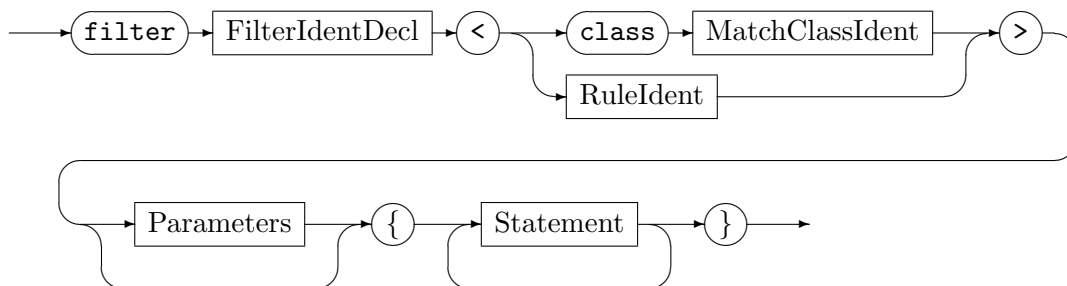 filter FilterIdentDecl < class MatchClassIdent >
RuleIdent
Parameters { Statement }